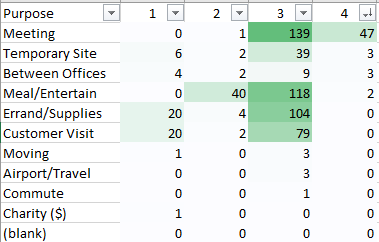 Purpose 1 2 3 4
Meeting 0 1 139 47
Temporary Site 6 2 39 3
Between Offices 4 2 9 3
Meal/Entertain 0 40 118 2
Errand/Supplies 20 4 104 0
Customer Visit 20 2 79 0
Moving 1 0 3 0
Airport/Travel 0 0 3 0
Commute 0 0 1 0
Charity ($) 1 0 0 0
(blank) 0 0 0 0